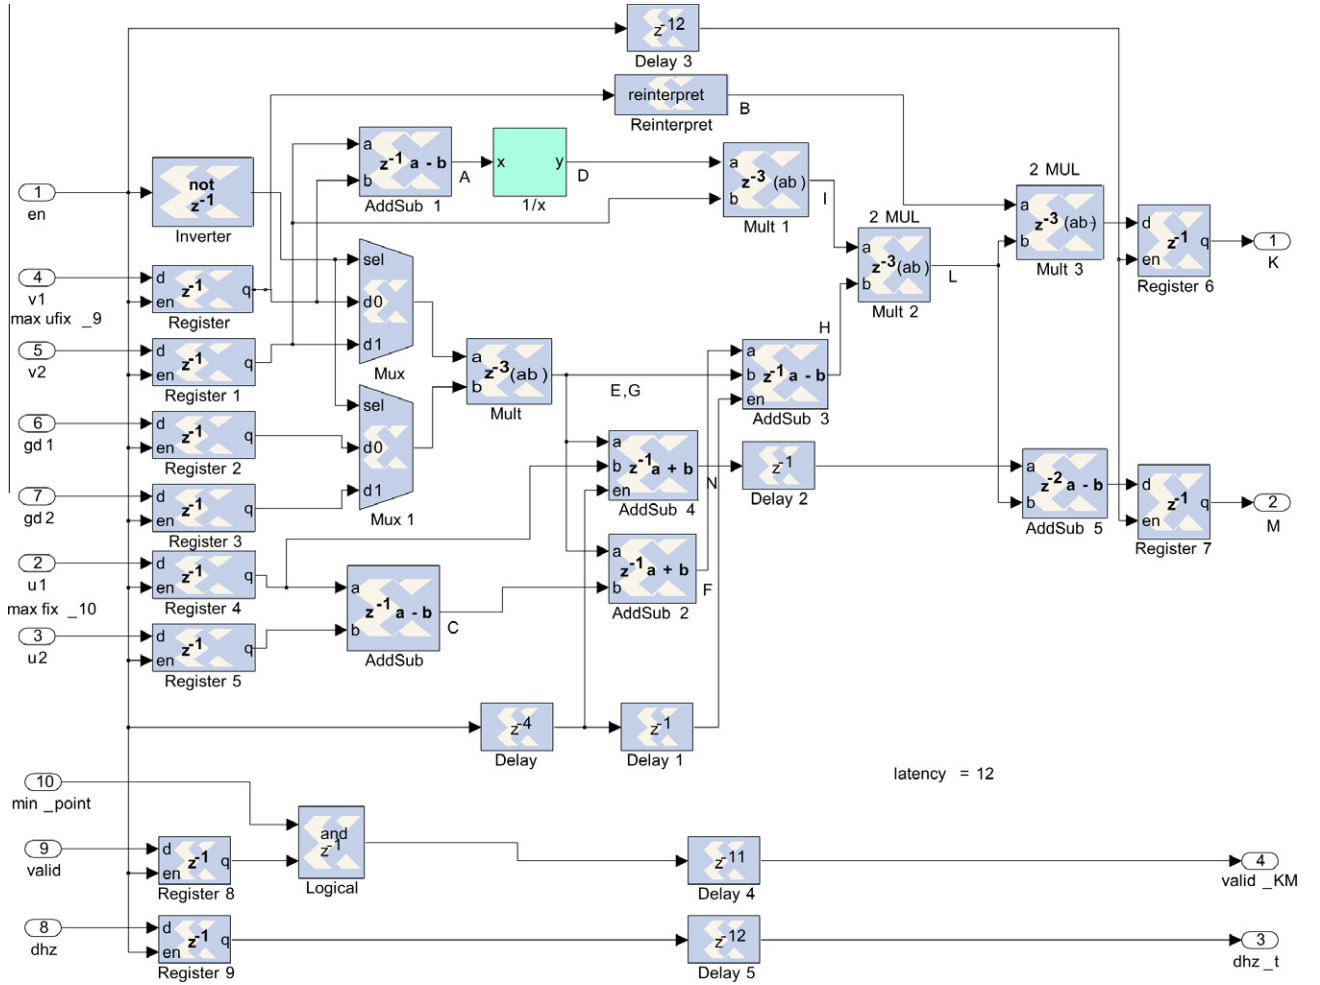 z-12
Delay 3
reinterpret
B
Reinterpret
a
z-1 a - b
b
A
AddSub 1
x
y
D
1/x
a
z-3 (ab)
b
I
Mult 1
2 MUL
a
z-3 (ab)
b
Mult 3
1
en
not
z-1
Inverter
2 MUL
a
z-3 (ab)
b
L
Mult 2
d
z-1
q
en
Register 6
1
K
4
v1
max ufix _9
d
z-1
q
en
Register
sel
d0
d1
Mux
5
v2
d
z-1
q
en
Register 1
a
z-3 (ab)
b
Mult
E,G
H
a
b
z-1 a - b
en
AddSub 3
6
gd 1
d
z-1
q
en
Register 2
sel
d0
d1
Mux 1
7
gd 2
d
z-1
q
en
Register 3
a
b
z-1 a + b
en
N
AddSub 4
z-1
Delay 2
a
z-2 a - b
b
AddSub 5
d
z-1
q
en
Register 7
2
M
2
u1
max fix _10
d
z-1
q
en
Register 4
a
z-1 a - b
b
C
AddSub
a
z-1 a + b
b
F
AddSub 2
3
u2
d
z-1
q
en
Register 5
z-4
Delay
z-1
Delay 1
latency = 12
10
min _point
9
valid
d
z-1
q
en
Register 8
and
z-1
Logical
z-11
Delay 4
4
valid _KM
8
dhz
d
z-1
q
en
Register 9
z-12
Delay 5
3
dhz _t